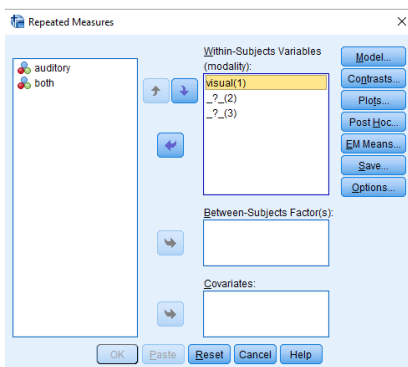 Repeated Measures
auditory
both
Within-Subjects Variables
(modality):
visual(1)
_?_(2)
_?_(3)
Between-Subjects Factor(s):
Covariates:
Model...
Contrasts...
Plots...
Post Hoc...
EM Means...
Save...
Options...
OK Paste Reset Cancel Help